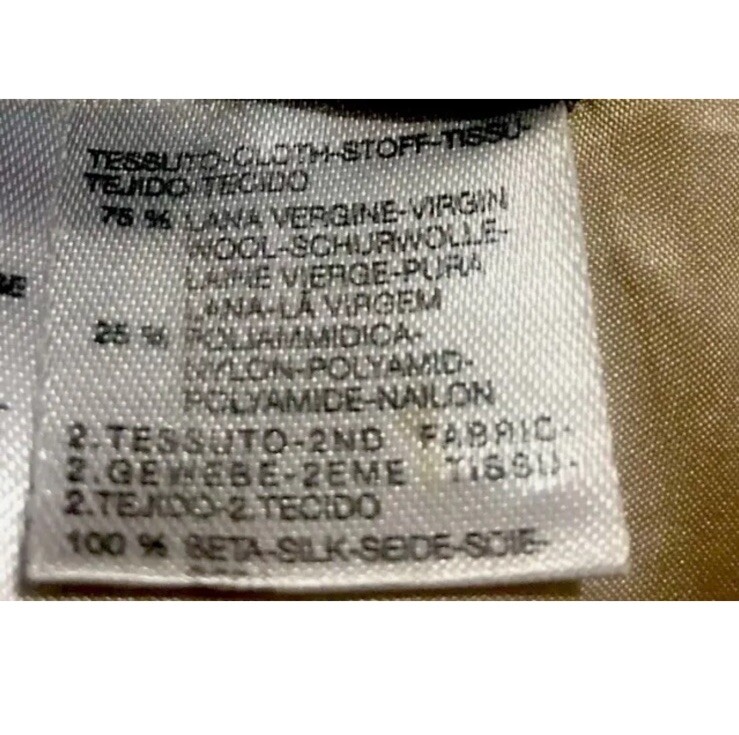 TESSUTO-CLOTH-STOFF-TISSU-
TEJIDO TECIDO
75 % LANA VERGINE-VIRGIN
WOOL-SCHURWOLLE-
LAINE VIERGE-PURA
LANA-LÃ VIRGEM
25 % POLIAMMIDICA-
NYLON-POLYAMID-
POLYAMIDE-NAILON
2.TESSUTO-2ND FABRIC-
2.GEWEBE-2EME TISSU-
2.TEJIDO-2.TECIDO
100 % SETA-SILK-SEIDE-SOIE-